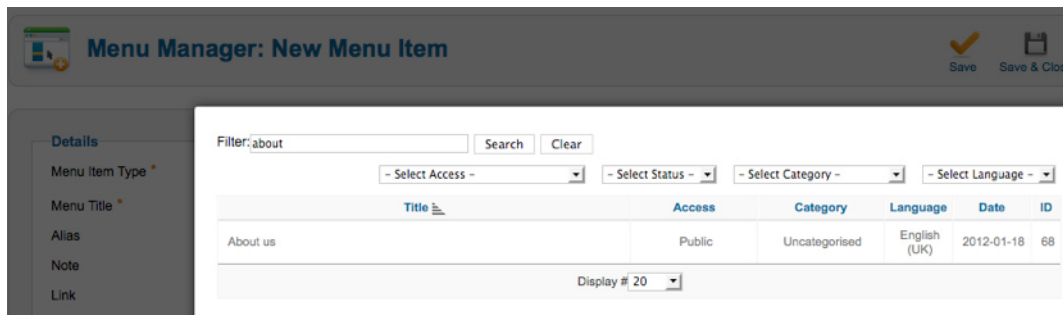 Menu Manager: New Menu Item
Save
Save & Clos
Details
Menu Item Type *
Menu Title *
Alias
Note
Link
Filter: about Search Clear
- Select Access - - Select Status - - Select Category - - Select Language -
Title Access Category Language Date ID
About us Public Uncategorised English (UK) 2012-01-18 68
Display # 20